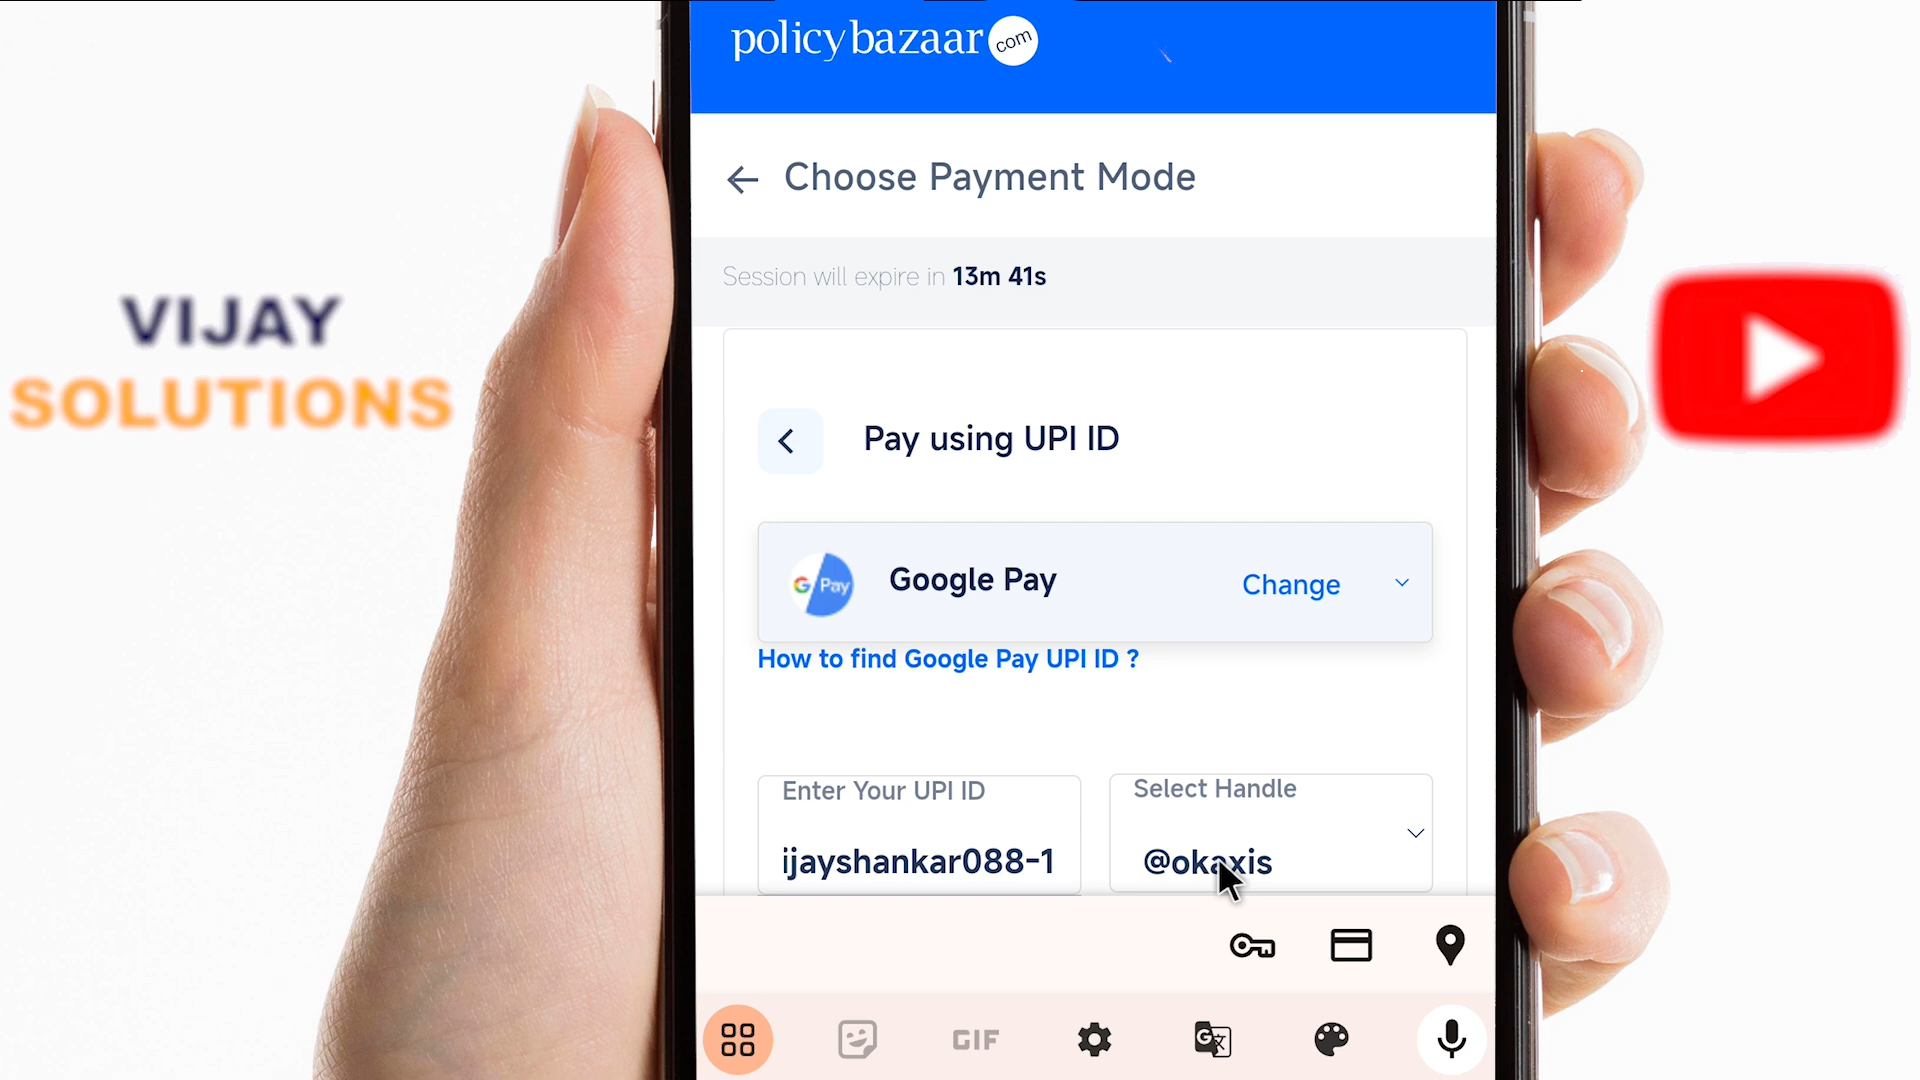 policybazaar com
Choose Payment Mode
Session will expire in 13m 41s
VIJAY
SOLUTIONS
Pay using UPI ID
G Pay
Google Pay
Change
How to find Google Pay UPI ID ?
Enter Your UPI ID
Select Handle
ijayshankar088-1
@okaxis
GIF
G